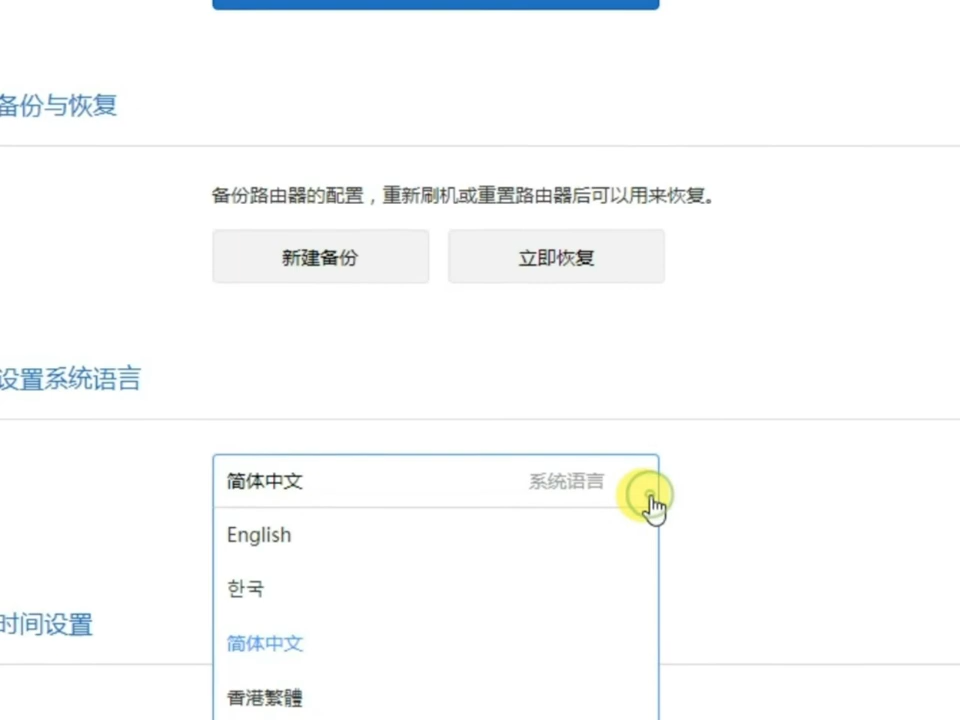 备份与恢复
备份路由器的配置，重新刷机或重置路由器后可以用来恢复。
新建备份 立即恢复
设置系统语言
简体中文 系统语言
English
한국
时间设置
简体中文
香港繁體